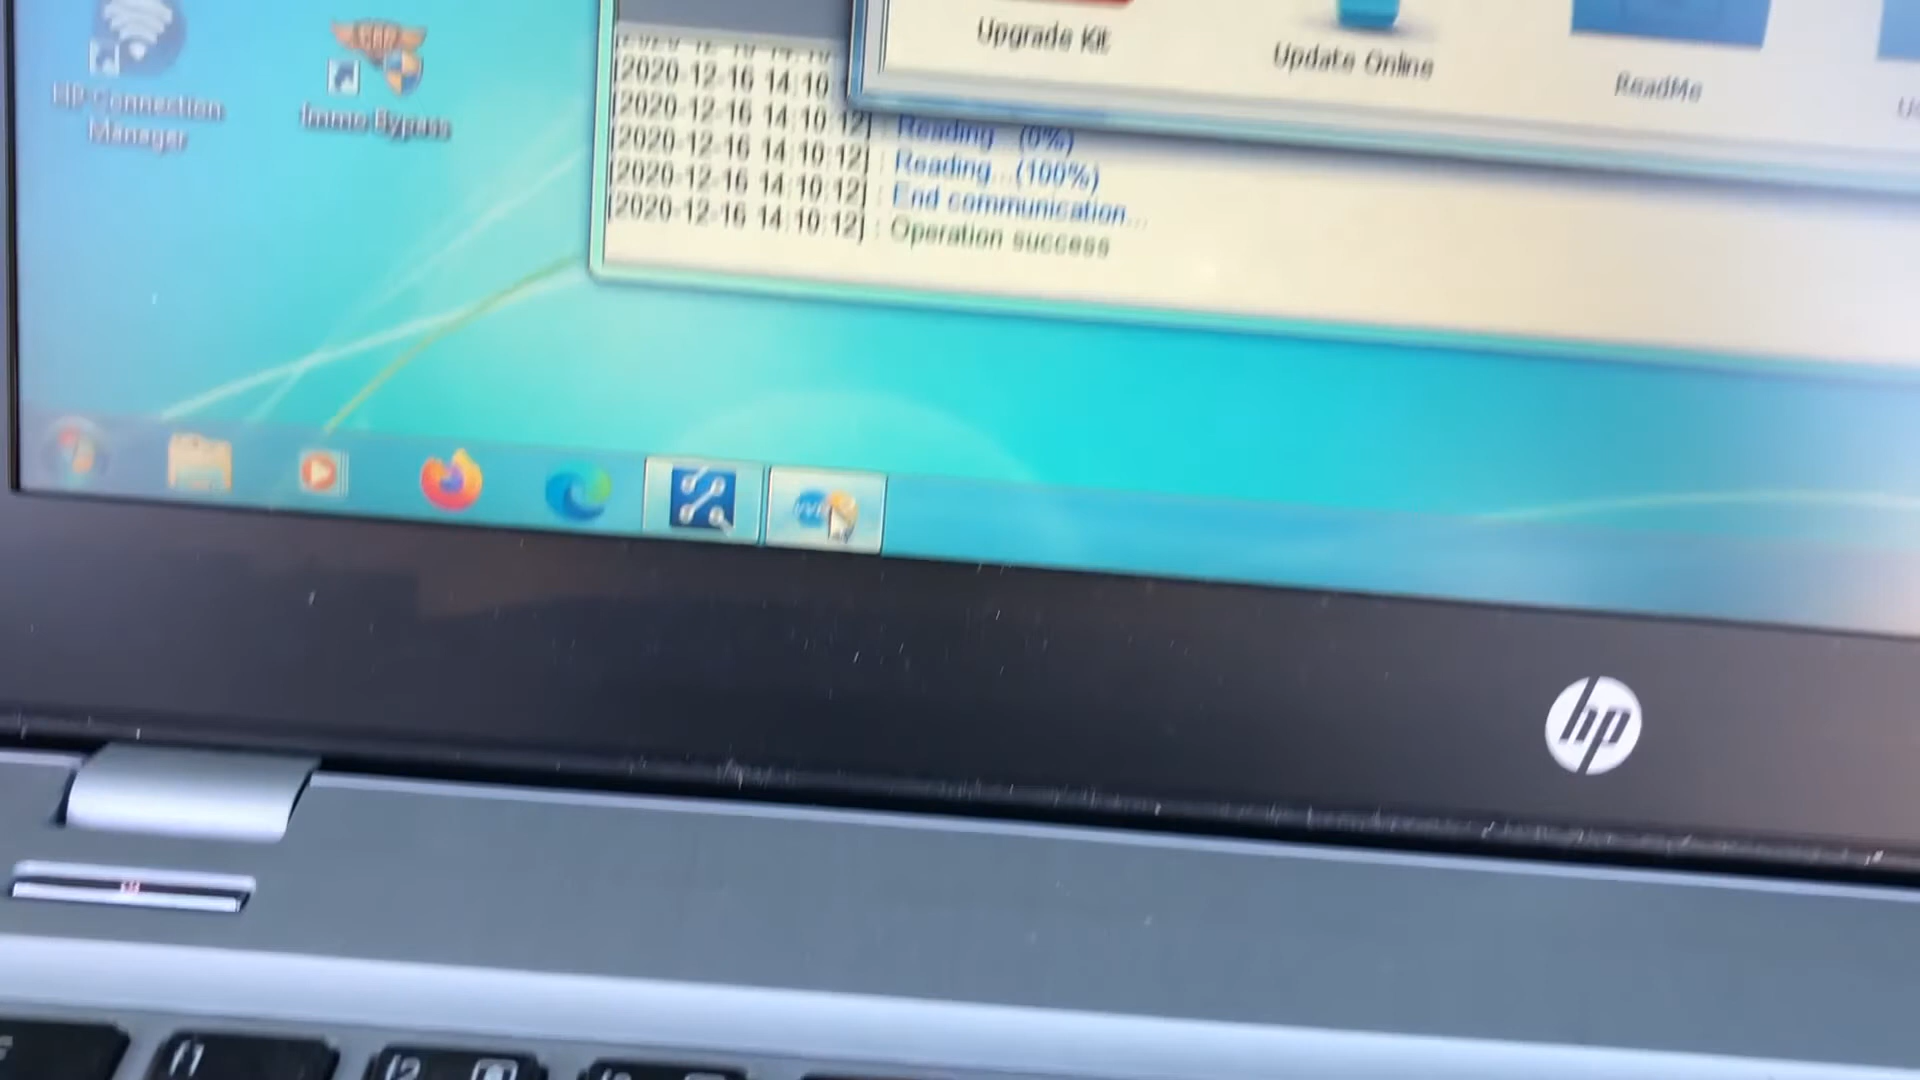 HP Connection
Manager
Immo Bypass
Upgrade Kit
Update Online
ReadMe
[2020-12-16 14:10
[2020-12-16 14:10:12] : Reading...(0%)
[2020-12-16 14:10:12] : Reading...(100%)
[2020-12-16 14:10:12] : End communication...
[2020-12-16 14:10:12] : Operation success
hp
f1
f2